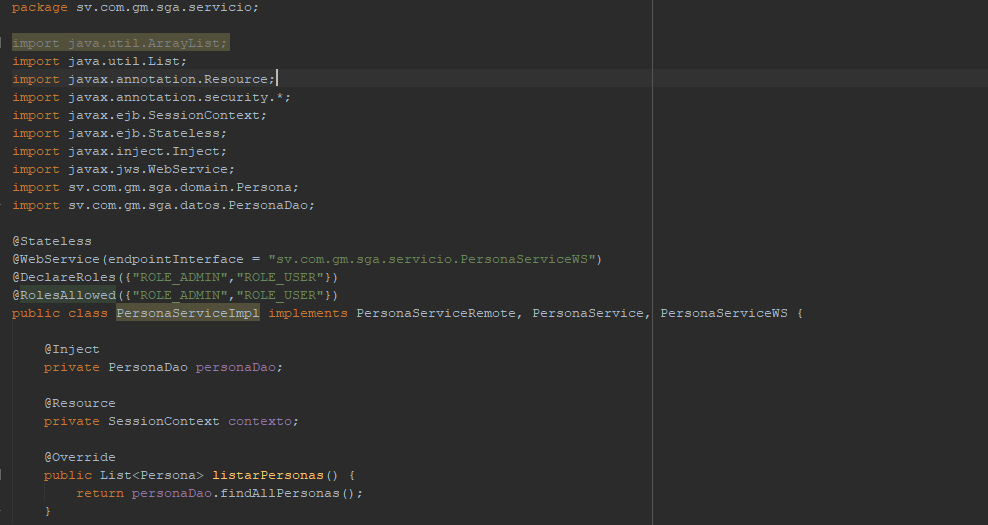 package sv.com.gm.sga.servicio;
import java.util.ArrayList;
import java.util.List;
import javax.annotation.Resource;
import javax.annotation.security.*;
import javax.ejb.SessionContext;
import javax.ejb.Stateless;
import javax.inject.Inject;
import javax.jws.WebService;
import sv.com.gm.sga.domain.Persona;
import sv.com.gm.sga.datos.PersonaDao;
@Stateless
@WebService(endpointInterface = "sv.com.gm.sga.servicio.PersonaServiceWS")
@DeclareRoles({"ROLE_ADMIN","ROLE_USER"})
@RolesAllowed({"ROLE_ADMIN","ROLE_USER"})
public class PersonaServiceImpl implements PersonaServiceRemote, PersonaService, PersonaServiceWS {
    @Inject
    private PersonaDao personaDao;
    @Resource
    private SessionContext contexto;
    @Override
    public List<Persona> listarPersonas() {
        return personaDao.findAllPersonas();
    }